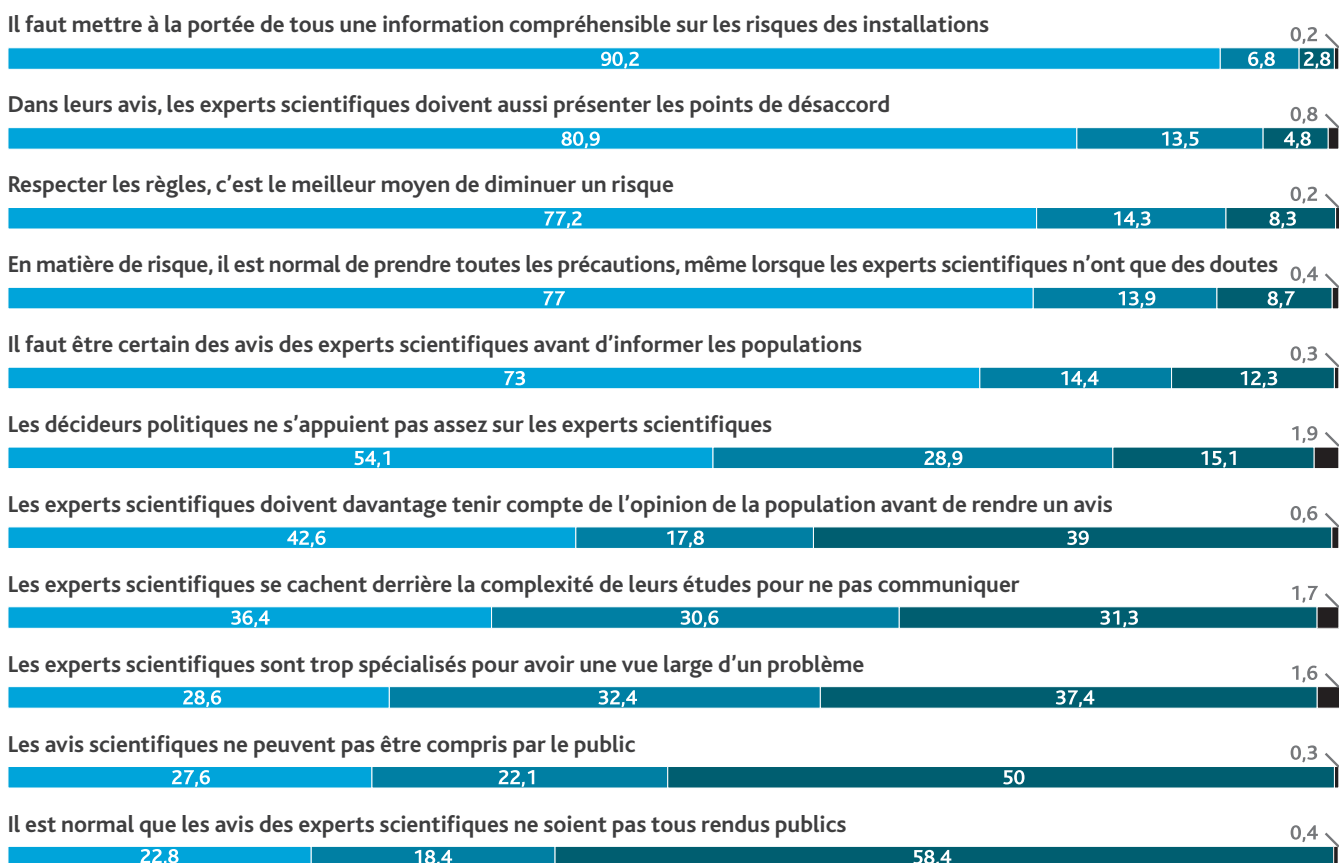 Il faut mettre à la portée de tous une information compréhensible sur les risques des installations
0,2
90,2 6,8 2,8
Dans leurs avis, les experts scientifiques doivent aussi présenter les points de désaccord
0,8
80,9 13,5 4,8
Respecter les règles, c’est le meilleur moyen de diminuer un risque
0,2
77,2 14,3 8,3
En matière de risque, il est normal de prendre toutes les précautions, même lorsque les experts scientifiques n’ont que des doutes
0,4
77 13,9 8,7
Il faut être certain des avis des experts scientifiques avant d’informer les populations
0,3
73 14,4 12,3
Les décideurs politiques ne s’appuient pas assez sur les experts scientifiques
1,9
54,1 28,9 15,1
Les experts scientifiques doivent davantage tenir compte de l’opinion de la population avant de rendre un avis
0,6
42,6 17,8 39
Les experts scientifiques se cachent derrière la complexité de leurs études pour ne pas communiquer
1,7
36,4 30,6 31,3
Les experts scientifiques sont trop spécialisés pour avoir une vue large d’un problème
1,6
28,6 32,4 37,4
Les avis scientifiques ne peuvent pas être compris par le public
0,3
27,6 22,1 50
Il est normal que les avis des experts scientifiques ne soient pas tous rendus publics
0,4
22,8 18,4 58,4